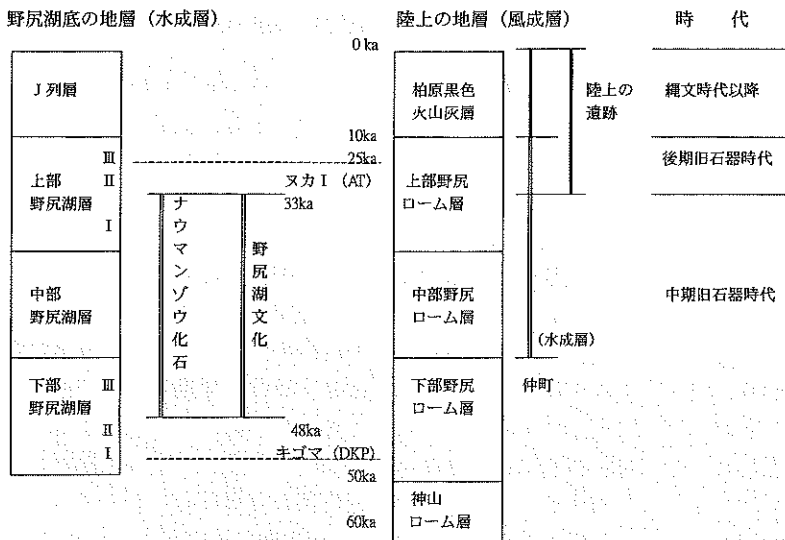 野尻湖底の地層（水成層）
陸上の地層（風成層）
時　代
0 ka
J 列層
柏原黒色
火山灰層
陸上の
遺跡
縄文時代以降
10ka
25ka
Ⅲ
上部　Ⅱ
野尻湖層
Ⅰ
ヌカⅠ（AT）
33ka
上部野尻
ローム層
後期旧石器時代
ナウマンゾウ化石
野尻湖文化
中部
野尻湖層
中部野尻
ローム層
中期旧石器時代
(水成層)
下部　Ⅲ
野尻湖層
Ⅱ
Ⅰ
下部野尻
ローム層
仲町
48ka
キゴマ（DKP）
50ka
神山
ローム層
60ka